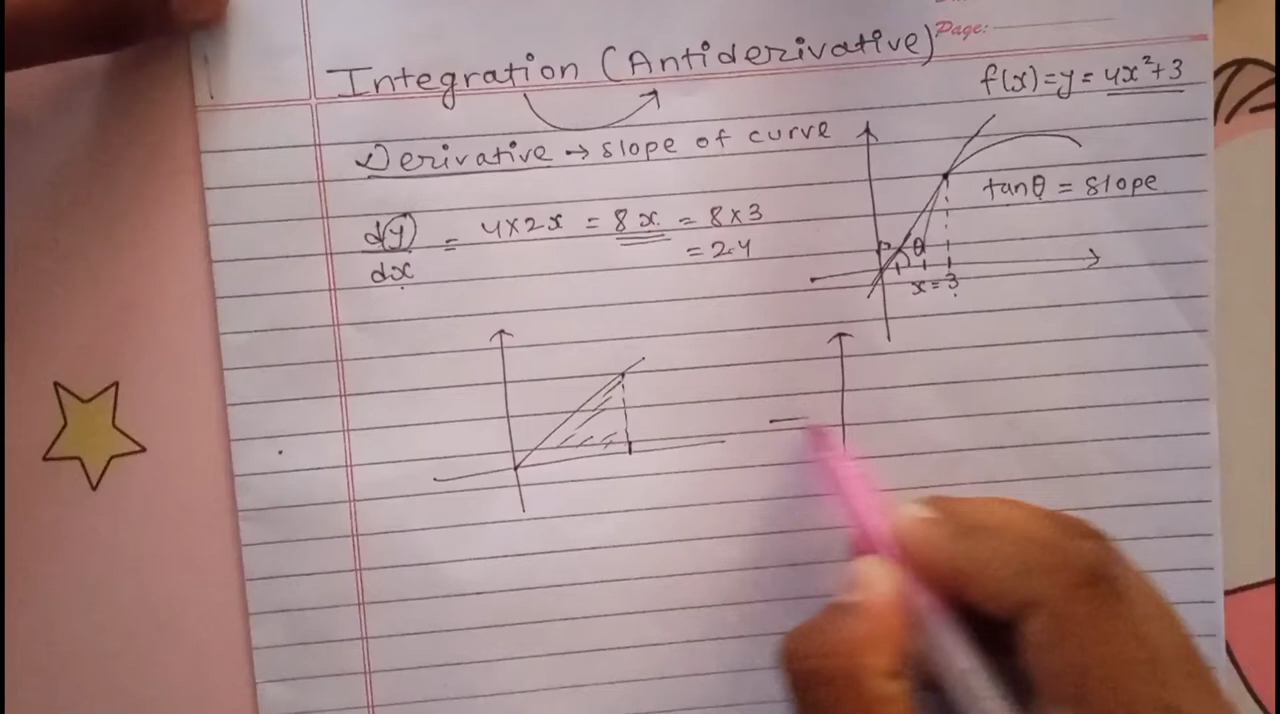 Page:
Integration (Antiderivative)
f(x)=y= 4x²+3
Derivative → slope of curve
tanθ = slope
dy/dx = 4×2x = 8x = 8×3
= 24
θ
x=3